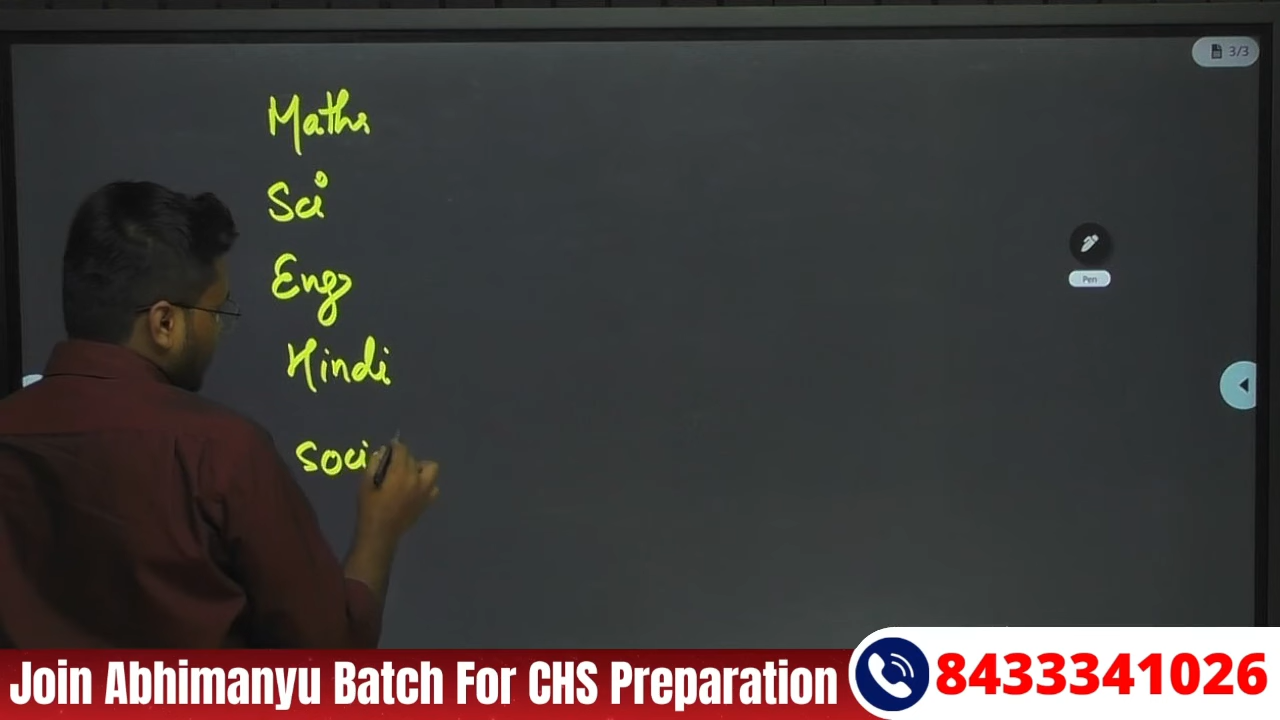 3/3
Maths
Sci
Eng
Hindi
Soci
Pen
Join Abhimanyu Batch For CHS Preparation
8433341026